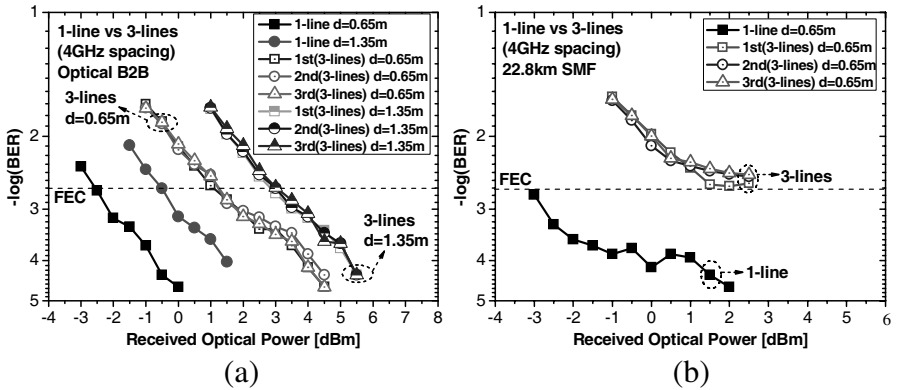 1-line vs 3-lines
(4GHz spacing)
Optical B2B
1-line d=0.65m
1-line d=1.35m
1st(3-lines) d=0.65m
2nd(3-lines) d=0.65m
3rd(3-lines) d=0.65m
1st(3-lines) d=1.35m
2nd(3-lines) d=1.35m
3rd(3-lines) d=1.35m
3-lines
d=0.65m
FEC
3-lines
d=1.35m
-log(BER)
1
2
3
4
5
-5 -4 -3 -2 -1 0 1 2 3 4 5 6 7 8
Received Optical Power [dBm]
(a)
1-line vs 3-lines
(4GHz spacing)
22.8km SMF
1-line d=0.65m
1st(3-lines) d=0.65m
2nd(3-lines) d=0.65m
3rd(3-lines) d=0.65m
FEC
3-lines
1-line
-log(BER)
1
2
3
4
5
-4 -3 -2 -1 0 1 2 3 4 5 6
Received Optical Power [dBm]
(b)